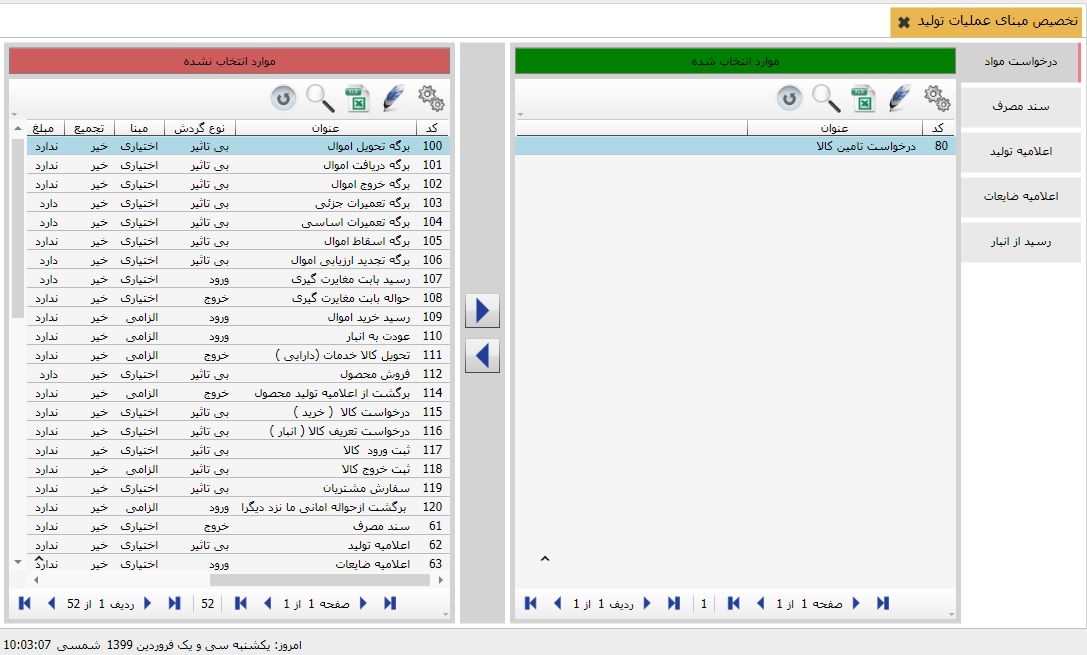 تخصیص مبنای عملیات تولید
درخواست مواد
سند مصرف
اعلامیه تولید
اعلامیه ضایعات
رسید از انبار
موارد انتخاب شده
کد عنوان
80 درخواست تامین کالا
1 ردیف 1 از 1
صفحه 1 از 1
موارد انتخاب نشده
کد عنوان نوع گردش مبنا تجمیع مبلغ
100 برگه تحویل اموال بی تاثیر اختیاری خیر ندارد
101 برگه دریافت اموال بی تاثیر اختیاری خیر ندارد
102 برگه خروج اموال بی تاثیر اختیاری خیر ندارد
103 برگه تعمیرات جزئی بی تاثیر اختیاری خیر دارد
104 برگه تعمیرات اساسی بی تاثیر اختیاری خیر دارد
105 برگه اسقاط اموال بی تاثیر اختیاری خیر ندارد
106 برگه تجدید ارزیابی اموال بی تاثیر اختیاری خیر دارد
107 رسید بابت مغایرت گیری ورود اختیاری خیر دارد
108 حواله بابت مغایرت گیری خروج اختیاری خیر ندارد
109 رسید خرید اموال ورود الزامی خیر ندارد
110 عودت به انبار ورود الزامی خیر ندارد
111 تحویل کالا خدمات (دارایی ) خروج الزامی خیر ندارد
112 فروش محصول بی تاثیر اختیاری خیر دارد
114 برگشت از اعلامیه تولید محصول خروج الزامی خیر ندارد
115 درخواست کالا ( خرید ) بی تاثیر اختیاری خیر ندارد
116 درخواست تعریف کالا ( انبار ) بی تاثیر اختیاری خیر ندارد
117 ثبت ورود کالا بی تاثیر اختیاری خیر ندارد
118 ثبت خروج کالا بی تاثیر الزامی خیر ندارد
119 سفارش مشتریان بی تاثیر اختیاری خیر ندارد
120 برگشت ازحواله امانی ما نزد دیگرا ورود الزامی خیر ندارد
61 سند مصرف خروج اختیاری خیر ندارد
62 اعلامیه تولید بی تاثیر اختیاری خیر ندارد
63 اعلامیه ضایعات ورود اختیاری خیر ندارد
صفحه 1 از 1
52 ردیف 1 از 52
امروز: یکشنبه سی و یک فروردین 1399 شمسی 10:03:07